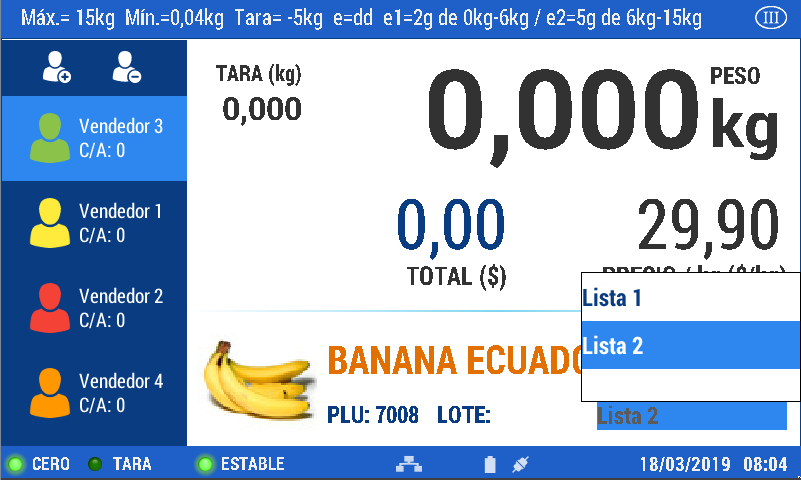 Máx.= 15kg Mín.=0,04kg Tara= -5kg e=dd e1=2g de 0kg-6kg / e2=5g de 6kg-15kg III
TARA (kg)
0,000
PESO
0,000 kg
Vendedor 3
C/A: 0
Vendedor 1
C/A: 0
0,00
TOTAL ($)
29,90
PRECIO / kg ($/kg)
Lista 1
Lista 2
Vendedor 2
C/A: 0
Vendedor 4
C/A: 0
BANANA ECUADO
PLU: 7008 LOTE:
Lista 2
CERO TARA ESTABLE 18/03/2019 08:04